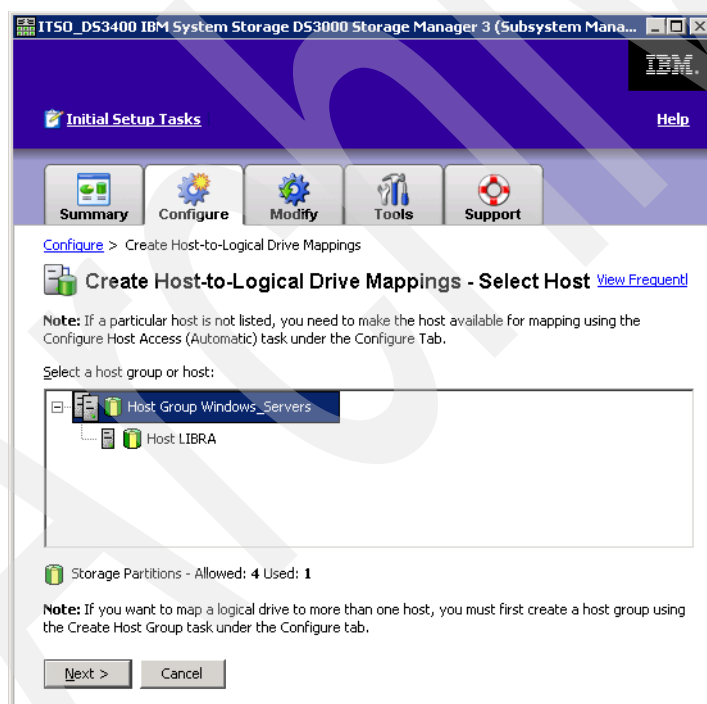 ITSO_DS3400 IBM System Storage DS3000 Storage Manager 3 (Subsystem Mana...
IBM.
Initial Setup Tasks
Help
Summary
Configure
Modify
Tools
Support
Configure > Create Host-to-Logical Drive Mappings
Create Host-to-Logical Drive Mappings - Select Host View Frequentl
Note: If a particular host is not listed, you need to make the host available for mapping using the
Configure Host Access (Automatic) task under the Configure Tab.
Select a host group or host:
Host Group Windows_Servers
Host LIBRA
Storage Partitions - Allowed: 4 Used: 1
Note: If you want to map a logical drive to more than one host, you must first create a host group using
the Create Host Group task under the Configure tab.
Next >
Cancel